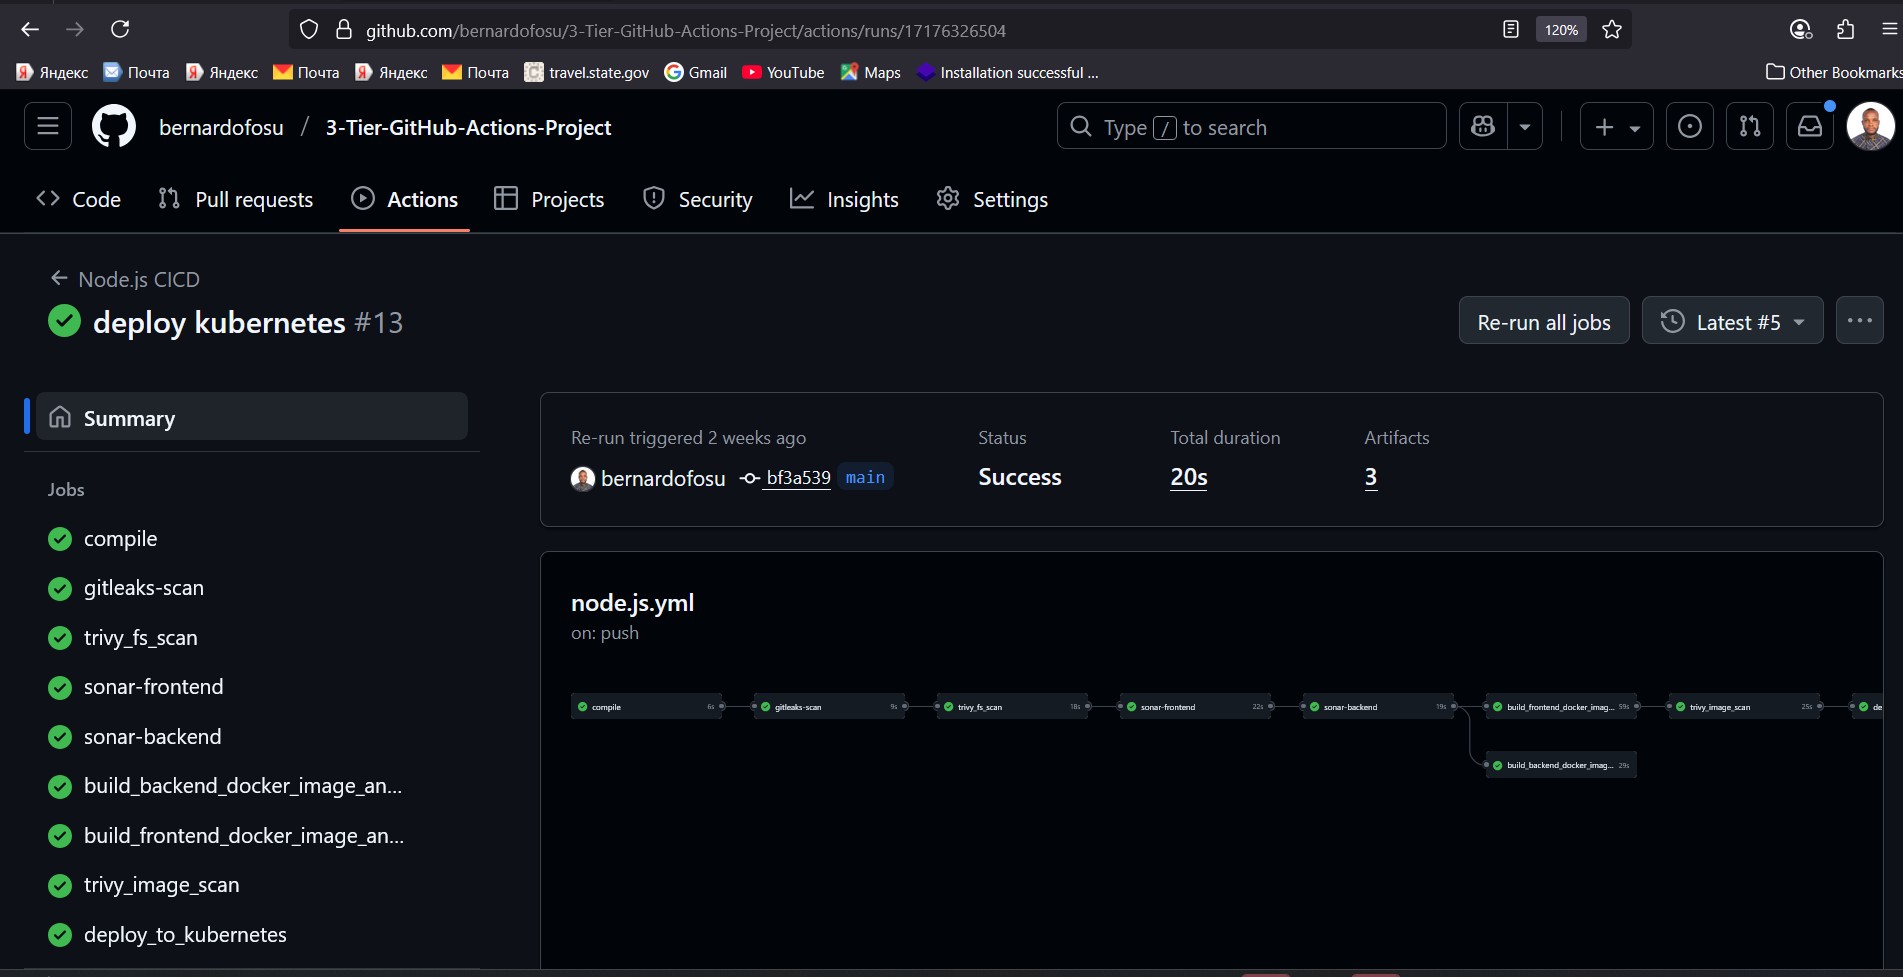 github.com/bernardofosu/3-Tier-GitHub-Actions-Project/actions/runs/17176326504
120%
Яндекс
Почта
Яндекс
Почта
Яндекс
Почта
travel.state.gov
Gmail
YouTube
Maps
Installation successful ...
Other Bookmarks
bernardofosu / 3-Tier-GitHub-Actions-Project
Type / to search
Code
Pull requests
Actions
Projects
Security
Insights
Settings
Node.js CICD
deploy kubernetes #13
Re-run all jobs
Latest #5
Summary
Jobs
compile
gitleaks-scan
trivy_fs_scan
sonar-frontend
sonar-backend
build_backend_docker_image_an...
build_frontend_docker_image_an...
trivy_image_scan
deploy_to_kubernetes
Re-run triggered 2 weeks ago
bernardofosu bf3a539 main
Status
Success
Total duration
20s
Artifacts
3
node.js.yml
on: push
compile 6s
gitleaks-scan 9s
trivy_fs_scan 18s
sonar-frontend 22s
sonar-backend 19s
build_frontend_docker_imag... 59s
trivy_image_scan 25s
de
build_backend_docker_imag... 29s